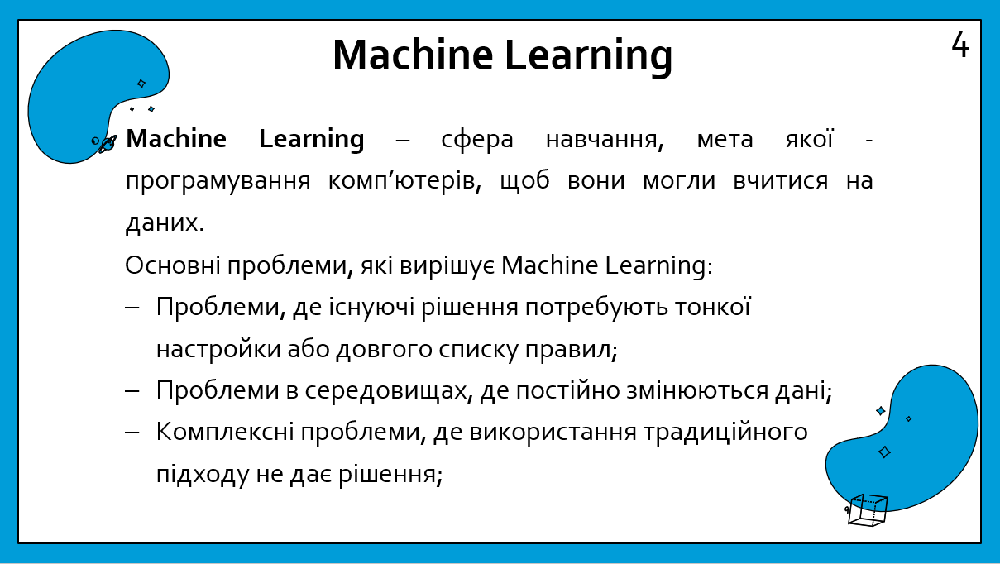 Machine Learning
4
Machine Learning – сфера навчання, мета якої -
програмування комп’ютерів, щоб вони могли вчитися на
даних.
Основні проблеми, які вирішує Machine Learning:
– Проблеми, де існуючі рішення потребують тонкої
настройки або довгого списку правил;
– Проблеми в середовищах, де постійно змінюються дані;
– Комплексні проблеми, де використання традиційного
підходу не дає рішення;